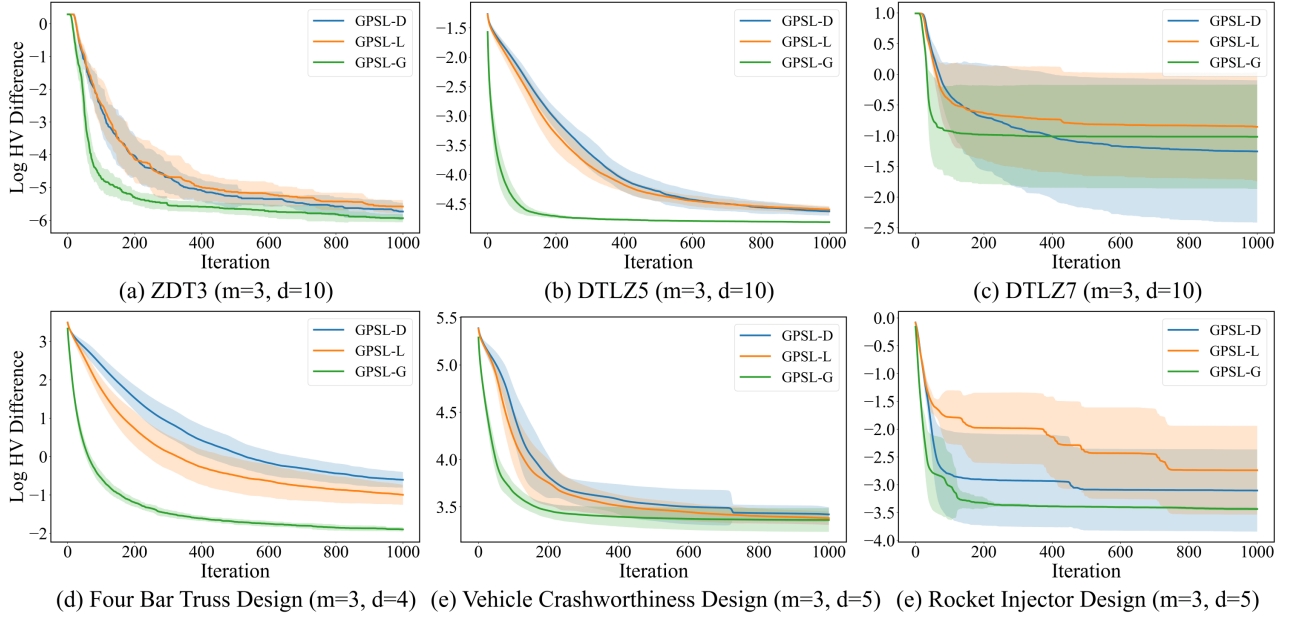 GPSL-D
GPSL-L
GPSL-G
Log HV Difference
0
−1
−2
−3
−4
−5
−6
0 200 400 600 800 1000
Iteration
(a) ZDT3 (m=3, d=10)
GPSL-D
GPSL-L
GPSL-G
−1.5
−2.0
−2.5
−3.0
−3.5
−4.0
−4.5
0 200 400 600 800 1000
Iteration
(b) DTLZ5 (m=3, d=10)
GPSL-D
GPSL-L
GPSL-G
1.0
0.5
0.0
−0.5
−1.0
−1.5
−2.0
−2.5
0 200 400 600 800 1000
Iteration
(c) DTLZ7 (m=3, d=10)
GPSL-D
GPSL-L
GPSL-G
Log HV Difference
3
2
1
0
−1
−2
0 200 400 600 800 1000
Iteration
(d) Four Bar Truss Design (m=3, d=4)
GPSL-D
GPSL-L
GPSL-G
5.5
5.0
4.5
4.0
3.5
0 200 400 600 800 1000
Iteration
(e) Vehicle Crashworthiness Design (m=3, d=5)
GPSL-D
GPSL-L
GPSL-G
0.0
−0.5
−1.0
−1.5
−2.0
−2.5
−3.0
−3.5
−4.0
0 200 400 600 800 1000
Iteration
(e) Rocket Injector Design (m=3, d=5)